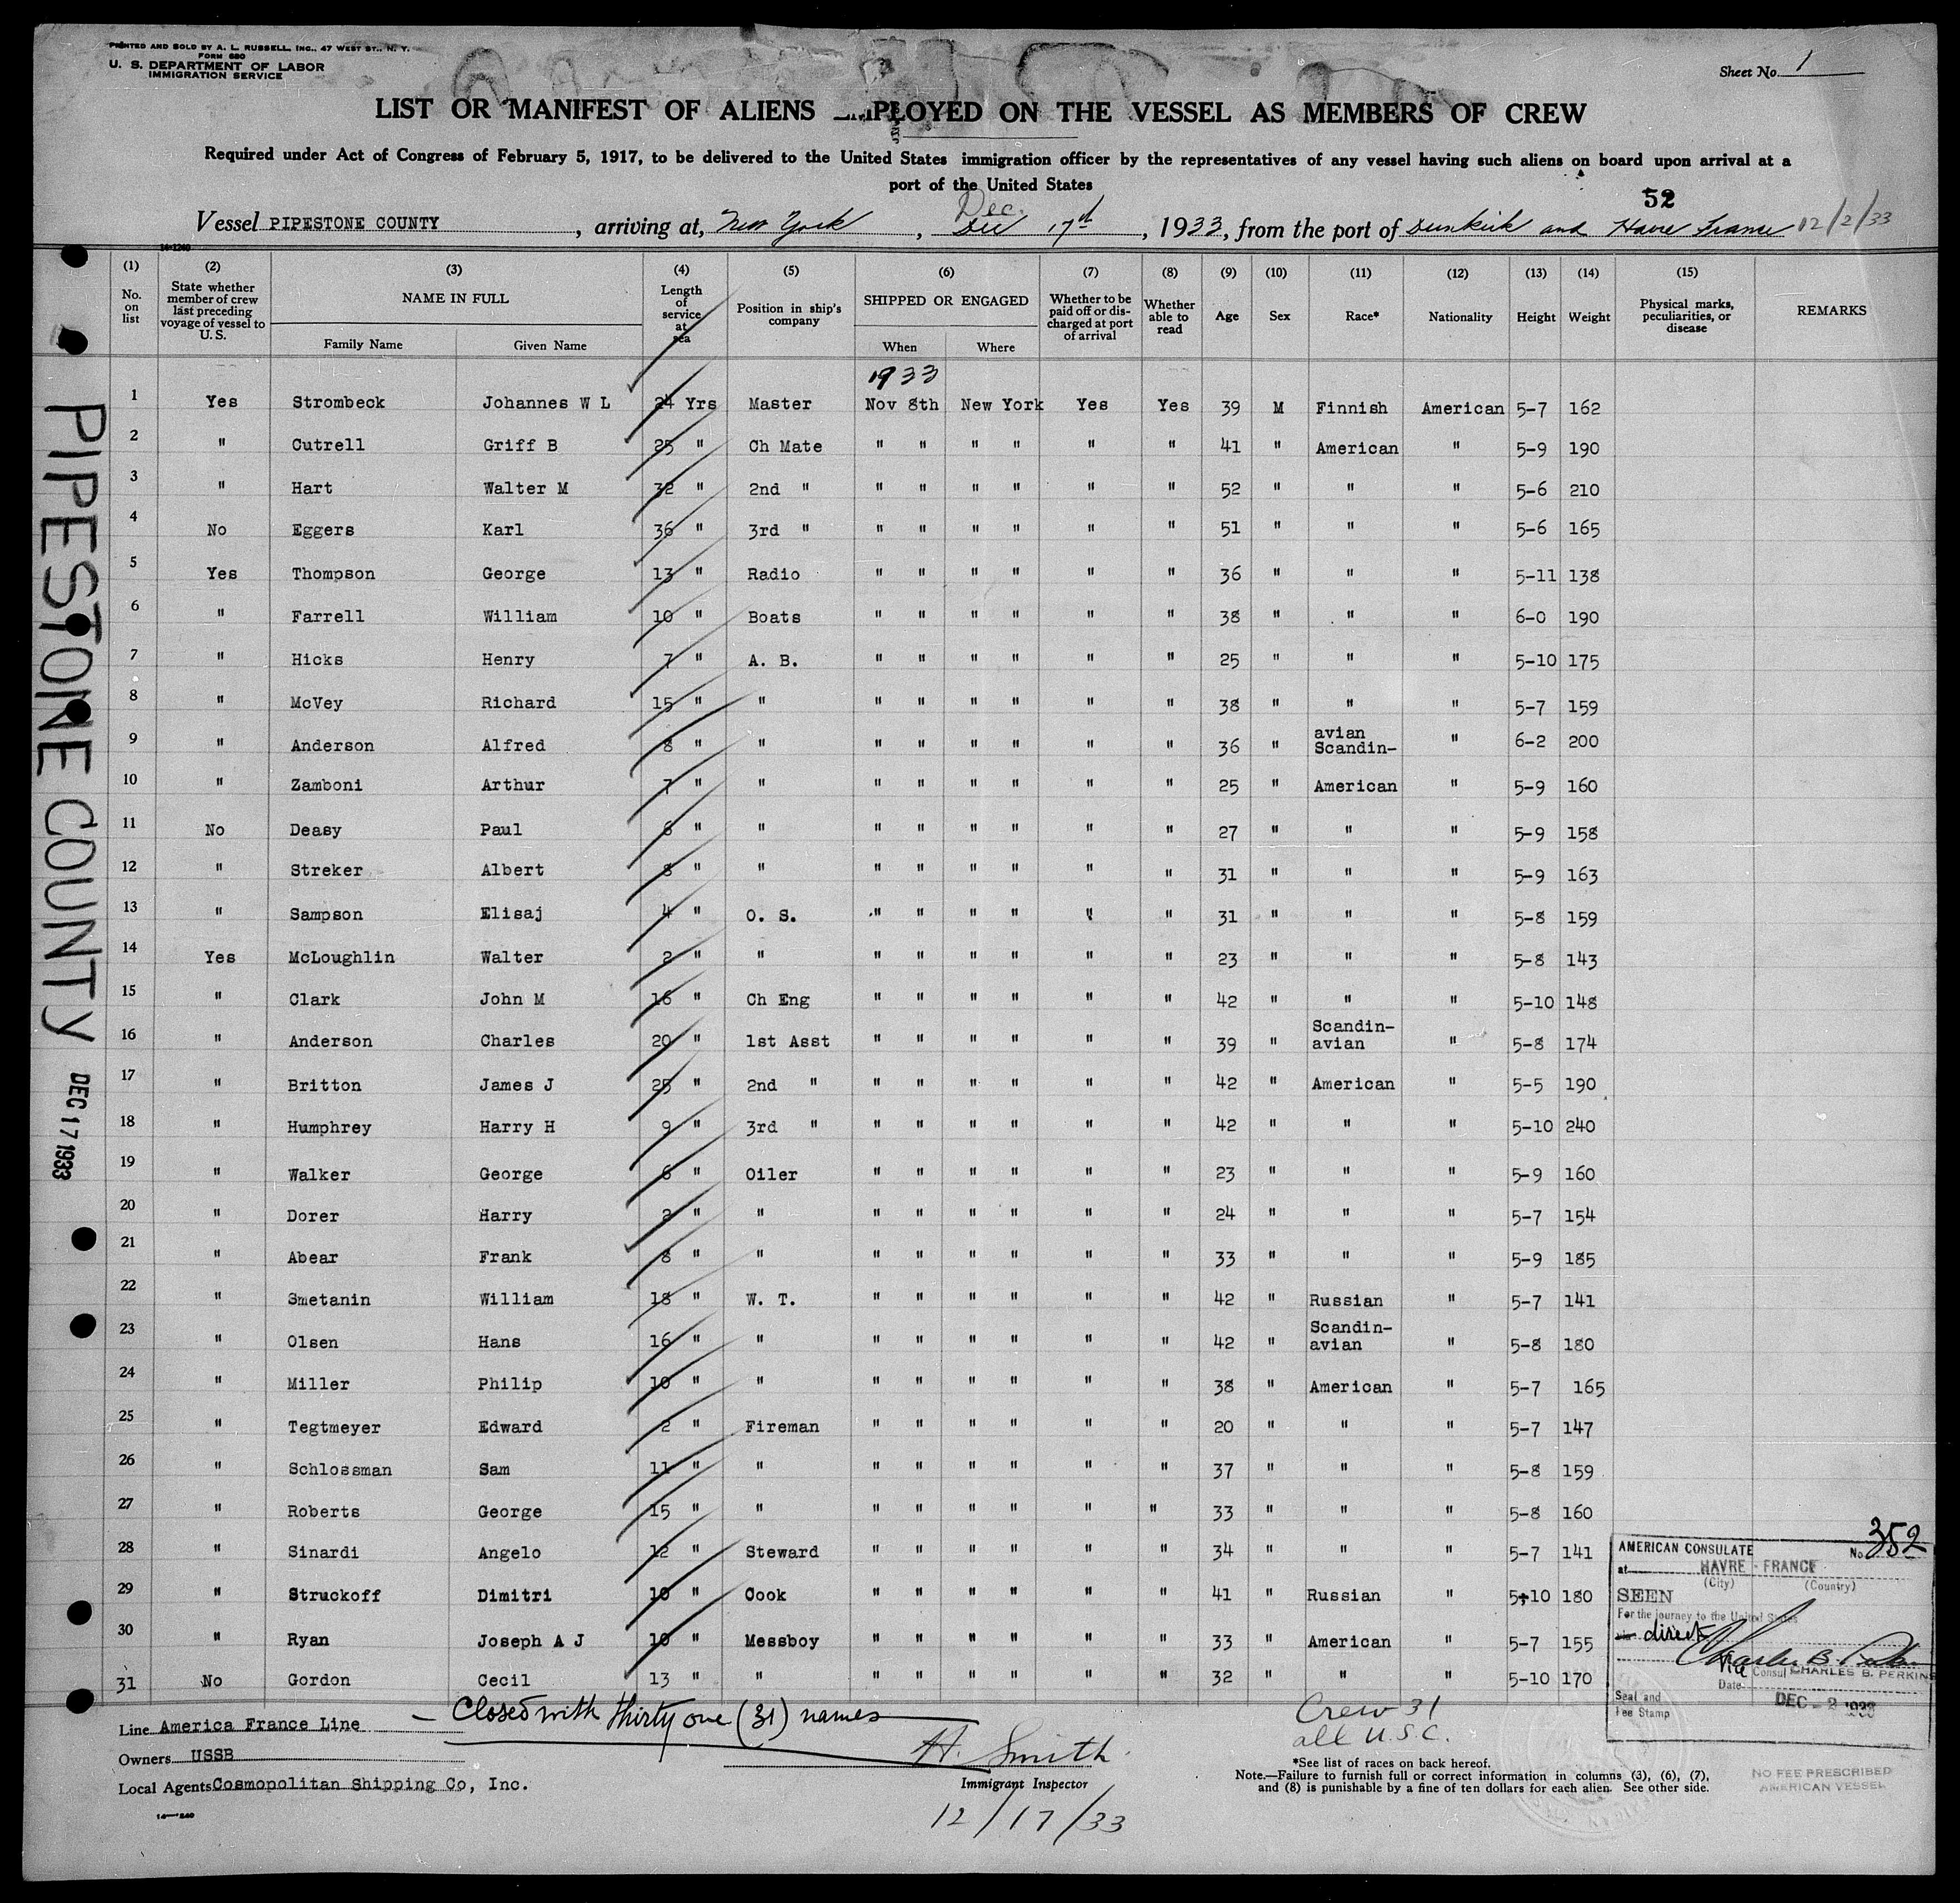 PRINTED AND SOLD BY A. L. RUSSELL, INC., 47 WEST ST., N. Y.
FORM 680
U. S. DEPARTMENT OF LABOR
IMMIGRATION SERVICE
Sheet No. 1
LIST OR MANIFEST OF ALIENS EMPLOYED ON THE VESSEL AS MEMBERS OF CREW
Required under Act of Congress of February 5, 1917, to be delivered to the United States immigration officer by the representatives of any vessel having such aliens on board upon arrival at a
port of the United States
52
Dec.
Vessel PIPESTONE COUNTY, arriving at, New York, Dec 17th, 1933, from the port of Dunkirk and Havre France 12/2/33
(1) (2) (3) (4) (5) (6) (7) (8) (9) (10) (11) (12) (13) (14) (15)
No. on list | State whether member of crew last preceding voyage of vessel to U. S. | NAME IN FULL | Family Name | Given Name | Length of service at sea | Position in ship's company | SHIPPED OR ENGAGED | When | Where | Whether to be paid off or discharged at port of arrival | Whether able to read | Age | Sex | Race* | Nationality | Height | Weight | Physical marks, peculiarities, or disease | REMARKS
1933
1 Yes Strombeck Johannes W L 24 Yrs Master Nov 8th New York Yes Yes 39 M Finnish American 5-7 162
2 " Cutrell Griff B 25 " Ch Mate " " " " " " 41 " American " 5-9 190
3 " Hart Walter M 32 " 2nd " " " " " " " 52 " " " 5-6 210
4 No Eggers Karl 36 " 3rd " " " " " " " 51 " " " 5-6 165
5 Yes Thompson George 13 " Radio " " " " " " 36 " " " 5-11 138
6 " Farrell William 10 " Boats " " " " " " 38 " " " 6-0 190
7 " Hicks Henry 7 " A. B. " " " " " " 25 " " " 5-10 175
8 " McVey Richard 15 " " " " " " " " 38 " " " 5-7 159
9 " Anderson Alfred 8 " " " " " " " " 36 " avian Scandin- " 6-2 200
10 " Zamboni Arthur 7 " " " " " " " " 25 " American " 5-9 160
11 No Deasy Paul 6 " " " " " " " " 27 " " " 5-9 158
12 " Streker Albert 8 " " " " " " " " 31 " " " 5-9 163
13 " Sampson Elisaj 4 " O. S. " " " " " " 31 " " " 5-8 159
14 Yes McLoughlin Walter 2 " " " " " " " " 23 " " " 5-8 143
15 " Clark John M 16 " Ch Eng " " " " " " 42 " " " 5-10 148
16 " Anderson Charles 20 " 1st Asst " " " " " " 39 " Scandin- avian " 5-8 174
17 " Britton James J 25 " 2nd " " " " " " " 42 " American " 5-5 190
18 " Humphrey Harry H 9 " 3rd " " " " " " " 42 " " " 5-10 240
19 " Walker George 6 " Oiler " " " " " " 23 " " " 5-9 160
20 " Dorer Harry 2 " " " " " " " " 24 " " " 5-7 154
21 " Abear Frank 8 " " " " " " " " 33 " " " 5-9 185
22 " Smetanin William 18 " W. T. " " " " " " 42 " Russian " 5-7 141
23 " Olsen Hans 16 " " " " " " " " 42 " Scandin- avian " 5-8 180
24 " Miller Philip 10 " " " " " " " " 38 " American " 5-7 165
25 " Tegtmeyer Edward 2 " Fireman " " " " " " 20 " " " 5-7 147
26 " Schlossman Sam 11 " " " " " " " " 37 " " " 5-8 159
27 " Roberts George 15 " " " " " " " " 33 " " " 5-8 160
28 " Sinardi Angelo 12 " Steward " " " " " " 34 " " " 5-7 141
29 " Struckoff Dimitri 10 " Cook " " " " " " 41 " Russian " 5-10 180
30 " Ryan Joseph A J 10 " Messboy " " " " " " 33 " American " 5-7 155
31 No Gordon Cecil 13 " " " " " " " " 32 " " " 5-10 170
PIPESTONE COUNTY
DEC 17 1933
AMERICAN CONSULATE No. 352
at HAVRE - FRANCE
(City) (Country)
SEEN
For the journey to the United States
via direct
Charles B. Perkins
Vice Consul CHARLES B. PERKINS
Date DEC - 2 1933
Seal and
Fee Stamp
NO FEE PRESCRIBED
AMERICAN VESSEL
— Closed with thirty one (31) names
Crew 31
all U.S.C.
Line America France Line
Owners USSB
Local Agents Cosmopolitan Shipping Co, Inc.
H. Smith
Immigrant Inspector
12/17/33
*See list of races on back hereof.
Note.—Failure to furnish full or correct information in columns (3), (6), (7),
and (8) is punishable by a fine of ten dollars for each alien. See other side.